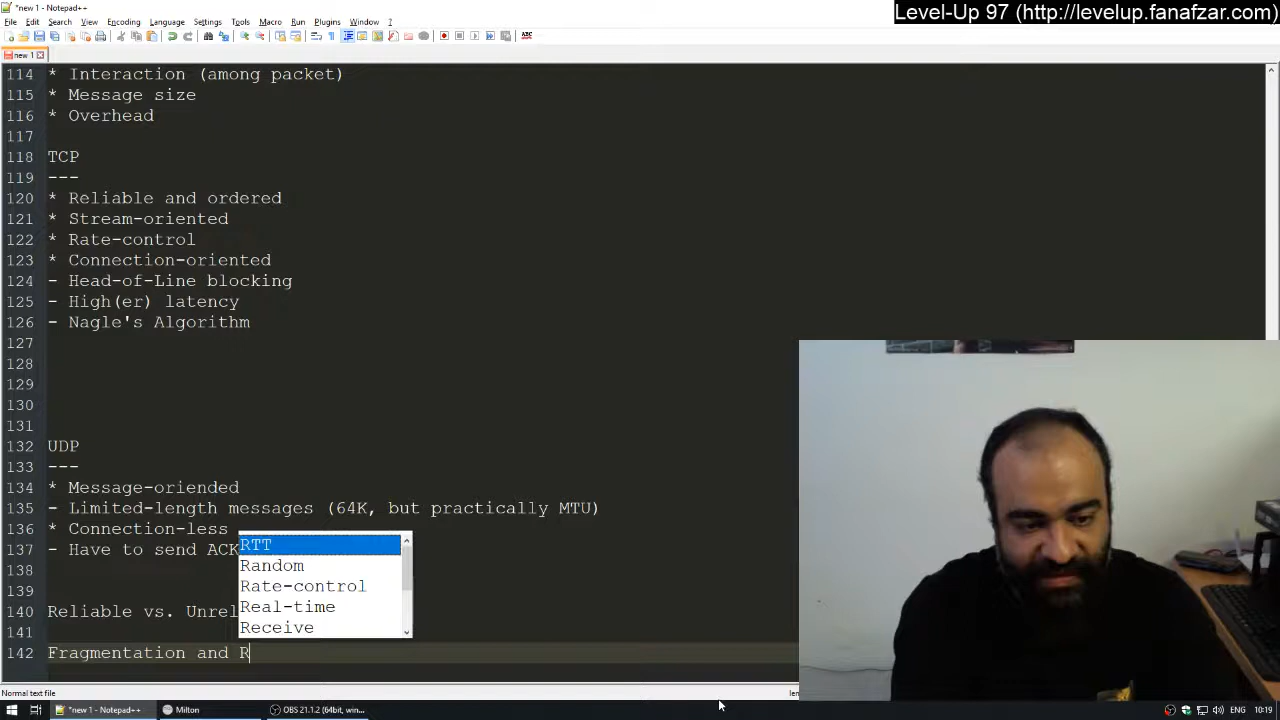 *new 1 - Notepad++
Level-Up 97 (http://levelup.fanafzar.com)
File Edit Search View Encoding Language Settings Tools Macro Run Plugins Window ?
new 1
114 * Interaction (among packet)
115 * Message size
116 * Overhead
117
118 TCP
119 ---
120 * Reliable and ordered
121 * Stream-oriented
122 * Rate-control
123 * Connection-oriented
124 - Head-of-Line blocking
125 - High(er) latency
126 - Nagle's Algorithm
127
128
129
130
131
132 UDP
133 ---
134 * Message-oriended
135 - Limited-length messages (64K, but practically MTU)
136 * Connection-less
137 - Have to send ACK
RTT
Random
Rate-control
Real-time
Receive
138
139
140 Reliable vs. Unrel
141
142 Fragmentation and R
Normal text file
*new 1 - Notepad++
Milton
OBS 21.1.2 (64bit, win...
ENG
10:19